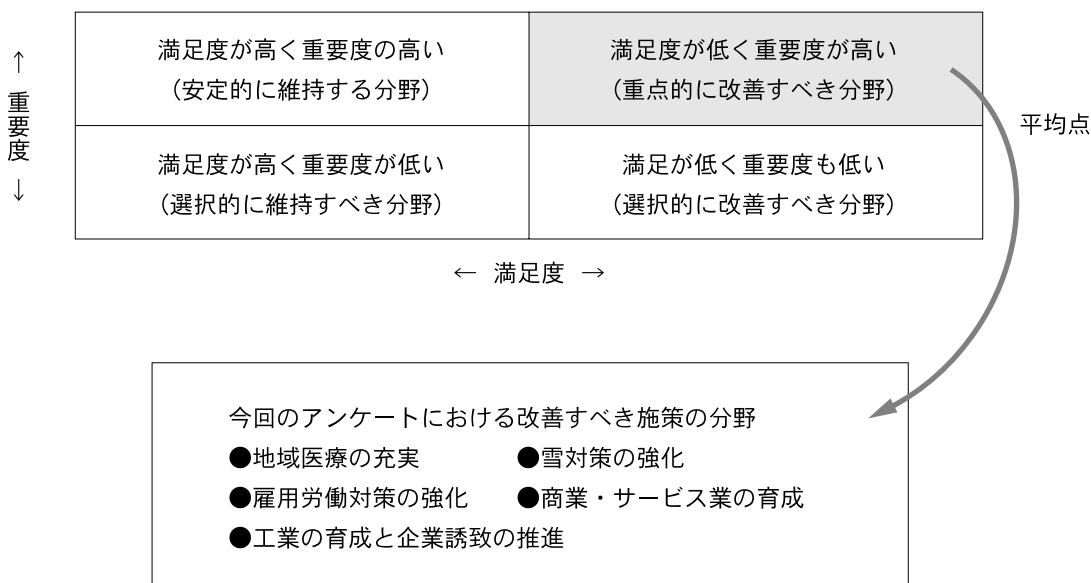 満足度が高く重要度の高い
（安定的に維持する分野）
満足度が低く重要度が高い
（重点的に改善すべき分野）
↑ 重要度 ↓
平均点
満足度が高く重要度が低い
（選択的に維持すべき分野）
満足が低く重要度も低い
（選択的に改善すべき分野）
← 満足度 →
今回のアンケートにおける改善すべき施策の分野
●地域医療の充実 ●雪対策の強化
●雇用労働対策の強化 ●商業・サービス業の育成
●工業の育成と企業誘致の推進